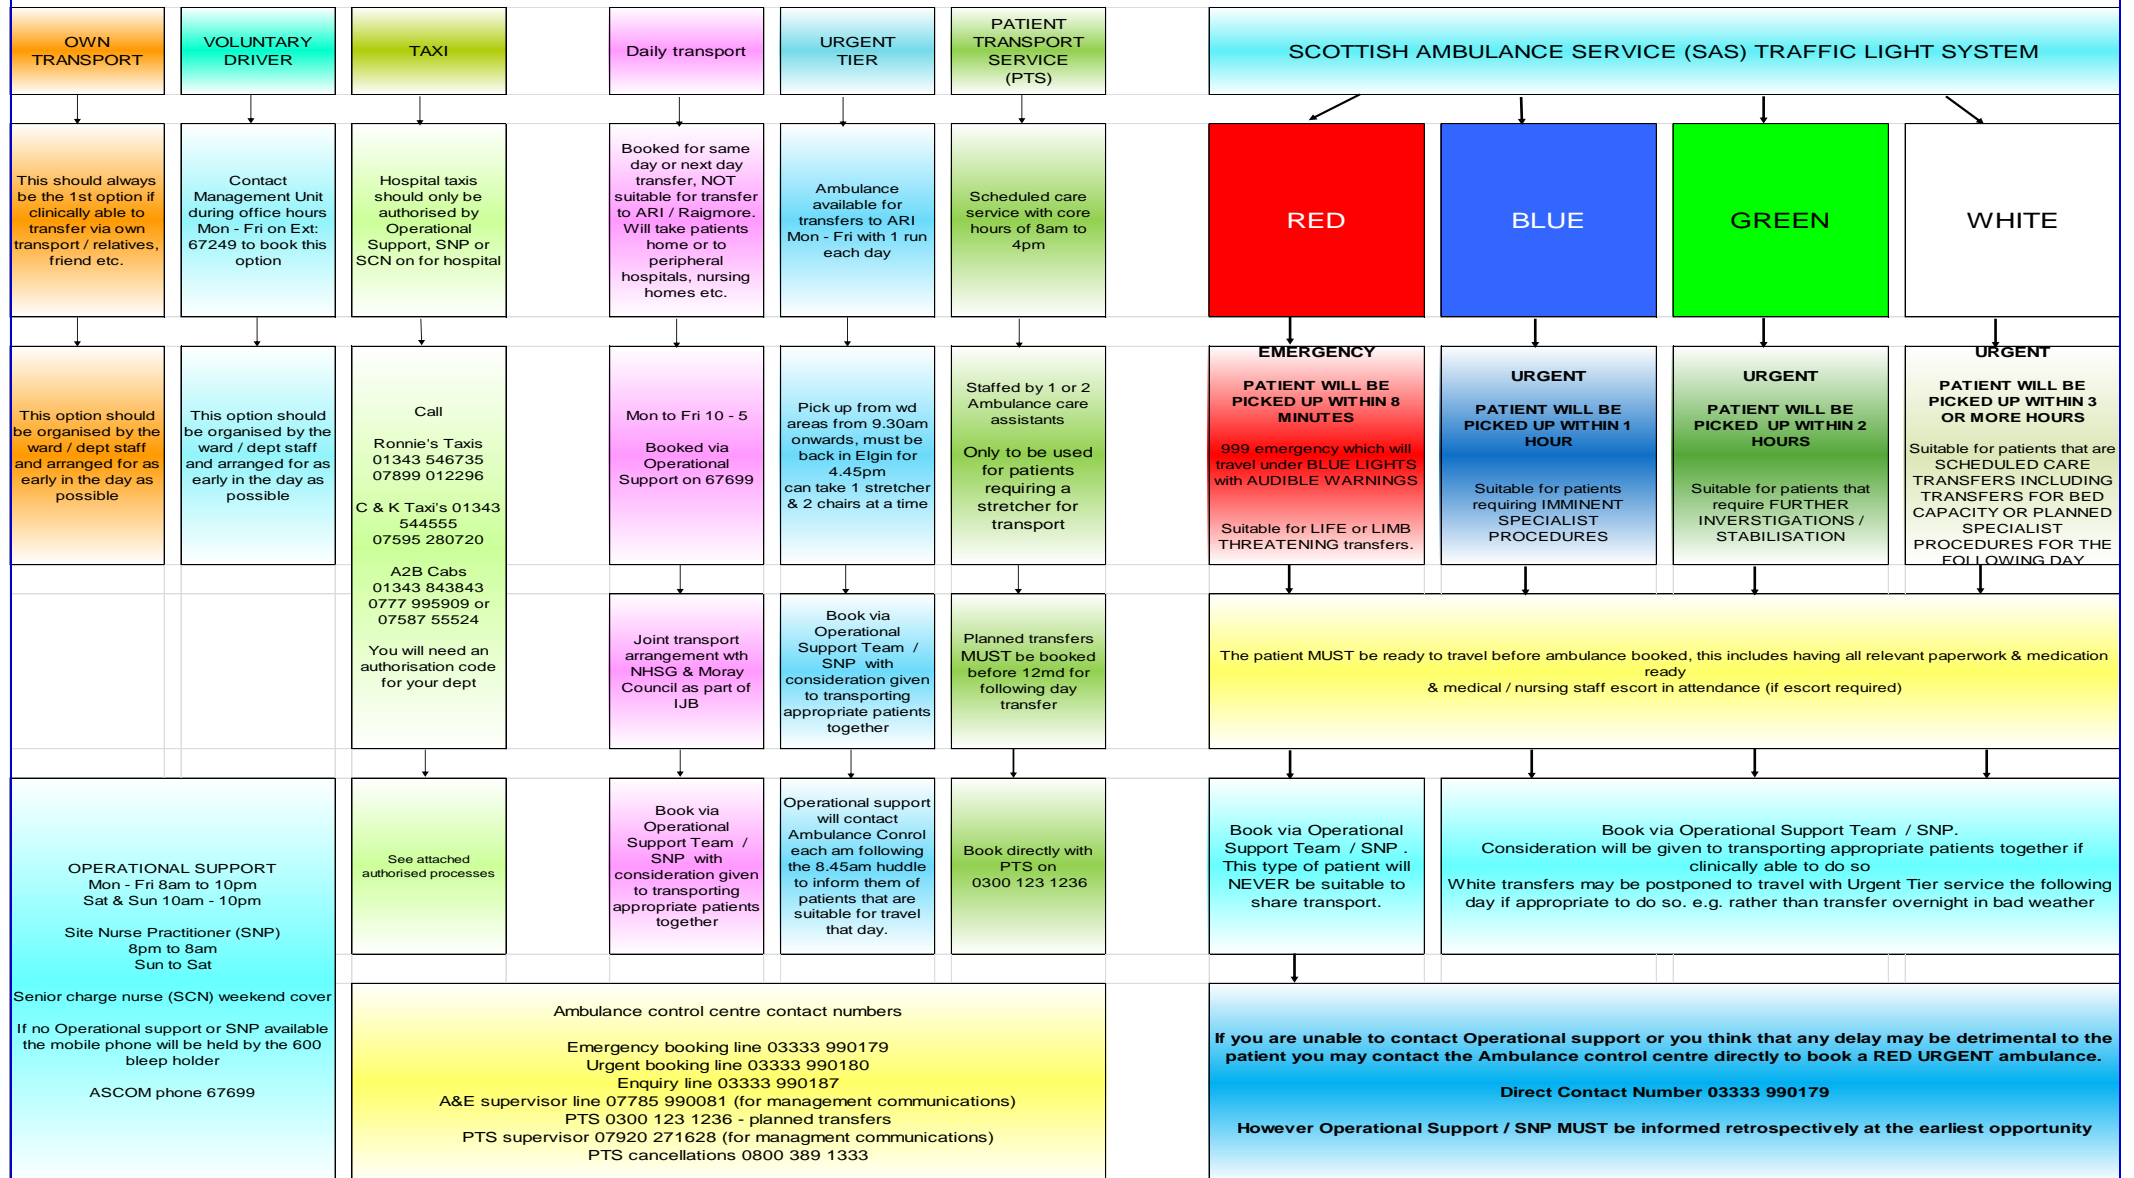 OWN
TRANSPORT
VOLUNTARY
DRIVER
TAXI
Daily transport
URGENT
TIER
PATIENT
TRANSPORT
SERVICE
(PTS)
SCOTTISH AMBULANCE SERVICE (SAS) TRAFFIC LIGHT SYSTEM
This should always
be the 1st option if
clinically able to
transfer via own
transport / relatives,
friend etc.
Contact
Management Unit
during office hours
Mon - Fri on Ext:
67249 to book this
option
Hospital taxis
should only be
authorised by
Operational
Support, SNP or
SCN on for hospital
Booked for same
day or next day
transfer, NOT
suitable for transfer
to ARI / Raigmore.
Will take patients
home or to
peripheral
hospitals, nursing
homes etc.
Ambulance
available for
transfers to ARI
Mon - Fri with 1 run
each day
Scheduled care
service with core
hours of 8am to
4pm
RED
BLUE
GREEN
WHITE
This option should
be organised by the
ward / dept staff
and arranged for as
early in the day as
possible
This option should
be organised by the
ward / dept staff
and arranged for as
early in the day as
possible
Call
Ronnie's Taxis
01343 546735
07899 012296
C & K Taxi's 01343
544555
07595 280720
A2B Cabs
01343 843843
0777 995909 or
07587 55524
You will need an
authorisation code
for your dept
Mon to Fri 10 - 5
Booked via
Operational
Support on 67699
Pick up from wd
areas from 9.30am
onwards, must be
back in Elgin for
4.45pm
can take 1 stretcher
& 2 chairs at a time
Staffed by 1 or 2
Ambulance care
assistants
Only to be used
for patients
requiring a
stretcher for
transport
EMERGENCY
PATIENT WILL BE
PICKED UP WITHIN 8
MINUTES
999 emergency which will
travel under BLUE LIGHTS
with AUDIBLE WARNINGS
Suitable for LIFE or LIMB
THREATENING transfers.
URGENT
PATIENT WILL BE
PICKED UP WITHIN 1
HOUR
Suitable for patients
requiring IMMINENT
SPECIALIST
PROCEDURES
URGENT
PATIENT WILL BE
PICKED  UP WITHIN 2
HOURS
Suitable for patients that
require FURTHER
INVERSTIGATIONS /
STABILISATION
URGENT
PATIENT WILL BE
PICKED UP WITHIN 3
OR MORE HOURS
Suitable for patients that are
SCHEDULED CARE
TRANSFERS INCLUDING
TRANSFERS FOR BED
CAPACITY OR PLANNED
SPECIALIST
PROCEDURES FOR THE
FOLLOWING DAY
Joint transport
arrangement wth
NHSG & Moray
Council as part of
IJB
Book via
Operational
Support Team  /
SNP  with
consideration given
to transporting
appropriate patients
together
Planned transfers
MUST be booked
before 12md for
following day
transfer
The patient MUST be ready to travel before ambulance booked, this includes having all relevant paperwork & medication
ready
& medical / nursing staff escort in attendance (if escort required)
OPERATIONAL SUPPORT
Mon - Fri 8am to 10pm
Sat & Sun 10am - 10pm
Site Nurse Practitioner (SNP)
8pm to 8am
Sun to Sat
Senior charge nurse (SCN) weekend cover
If no Operational support or SNP available
the mobile phone will be held by the 600
bleep holder
ASCOM phone 67699
See attached
authorised processes
Book via
Operational
Support Team  /
SNP  with
consideration given
to transporting
appropriate patients
together
Operational support
will contact
Ambulance Conrol
each am following
the 8.45am huddle
to inform them of
patients that are
suitable for travel
that day.
Book directly with
PTS on
0300 123 1236
Book via Operational
Support Team  / SNP .
This type of patient will
NEVER be suitable to
share transport.
Book via Operational Support Team  / SNP.
Consideration will be given to transporting appropriate patients together if
clinically able to do so
White transfers may be postponed to travel with Urgent Tier service the following
day if appropriate to do so. e.g. rather than transfer overnight in bad weather
Ambulance control centre contact numbers
Emergency booking line 03333 990179
Urgent booking line 03333 990180
Enquiry line 03333 990187
A&E supervisor line 07785 990081 (for management communications)
PTS 0300 123 1236 - planned transfers
PTS supervisor 07920 271628 (for managment communications)
PTS cancellations 0800 389 1333
If you are unable to contact Operational support or you think that any delay may be detrimental to the
patient you may contact the Ambulance control centre directly to book a RED URGENT ambulance.
Direct Contact Number 03333 990179
However Operational Support / SNP MUST be informed retrospectively at the earliest opportunity